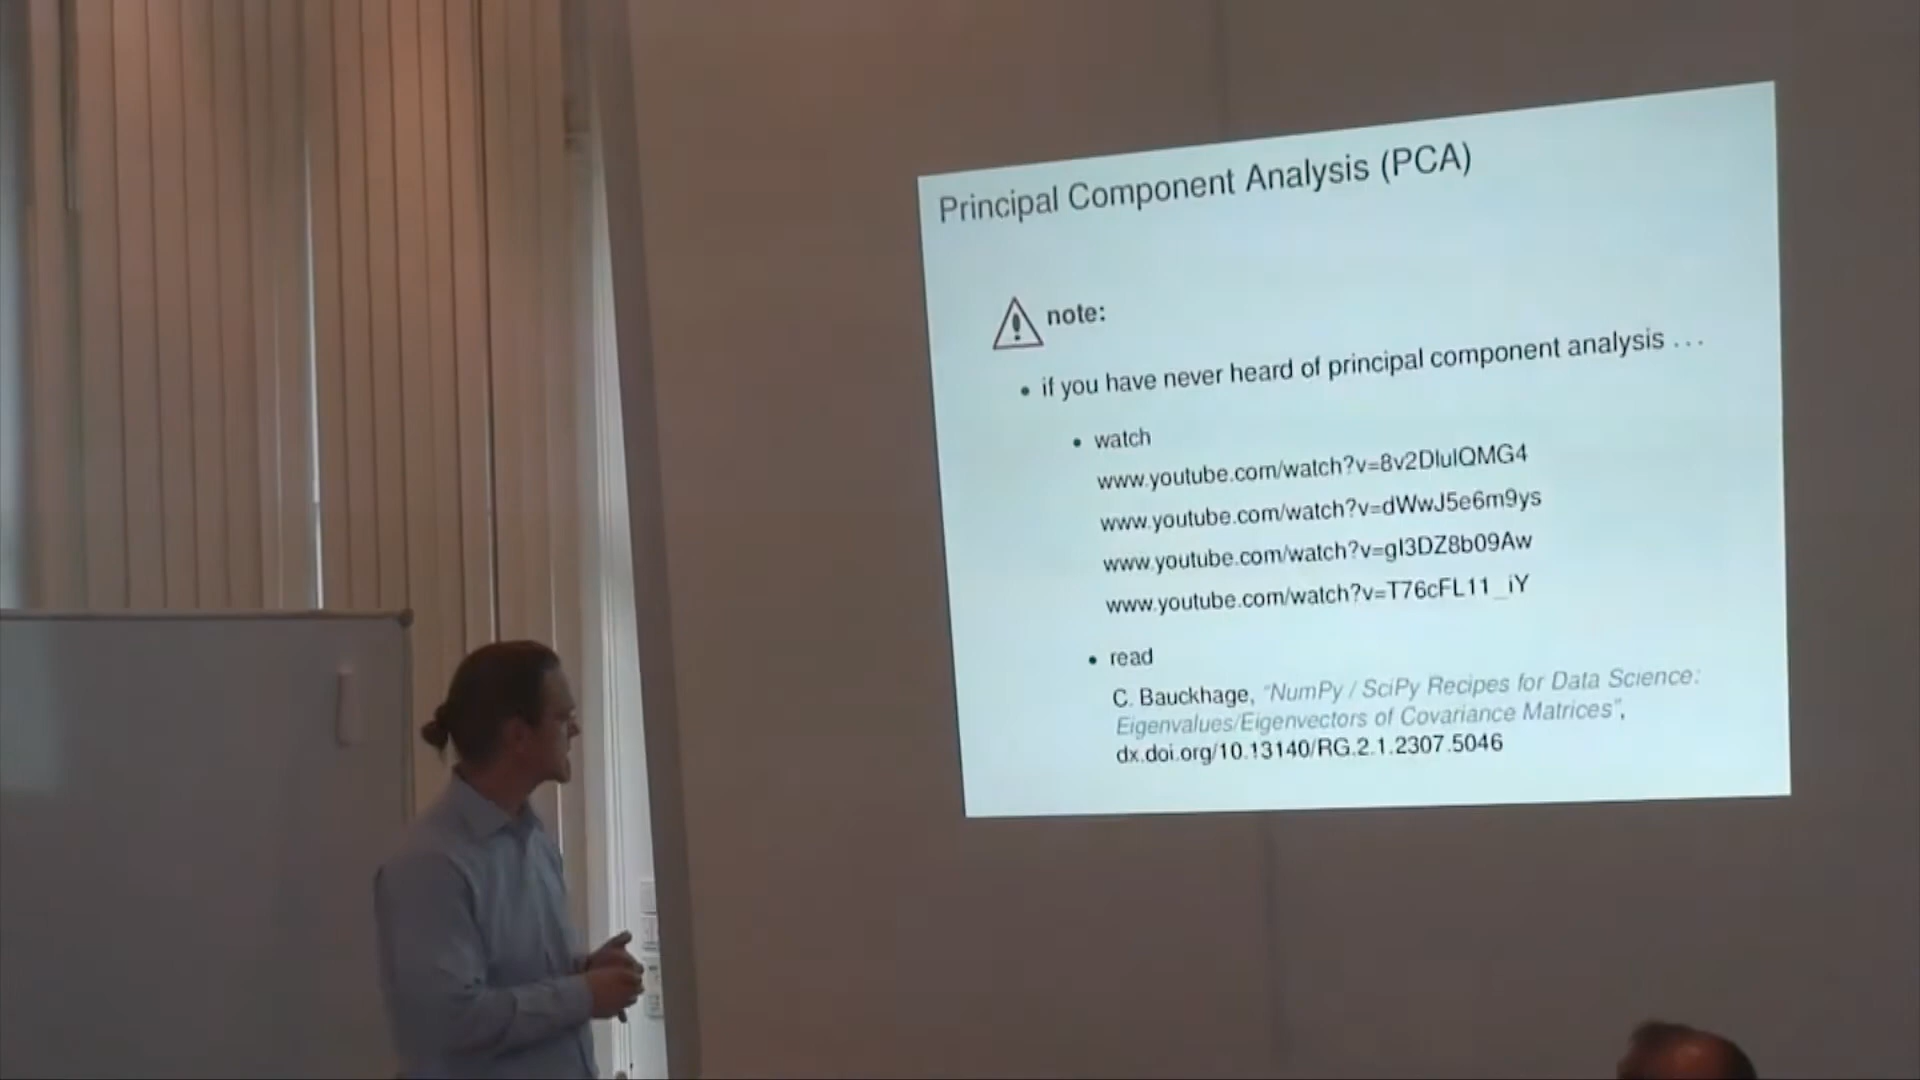 Principal Component Analysis (PCA)
note:
• if you have never heard of principal component analysis ...
• watch
www.youtube.com/watch?v=8v2DIuIQMG4
www.youtube.com/watch?v=dWwJ5e6m9ys
www.youtube.com/watch?v=gI3DZ8b09Aw
www.youtube.com/watch?v=T76cFL11_iY
• read
C. Bauckhage, “NumPy / SciPy Recipes for Data Science:
Eigenvalues/Eigenvectors of Covariance Matrices”,
dx.doi.org/10.13140/RG.2.1.2307.5046